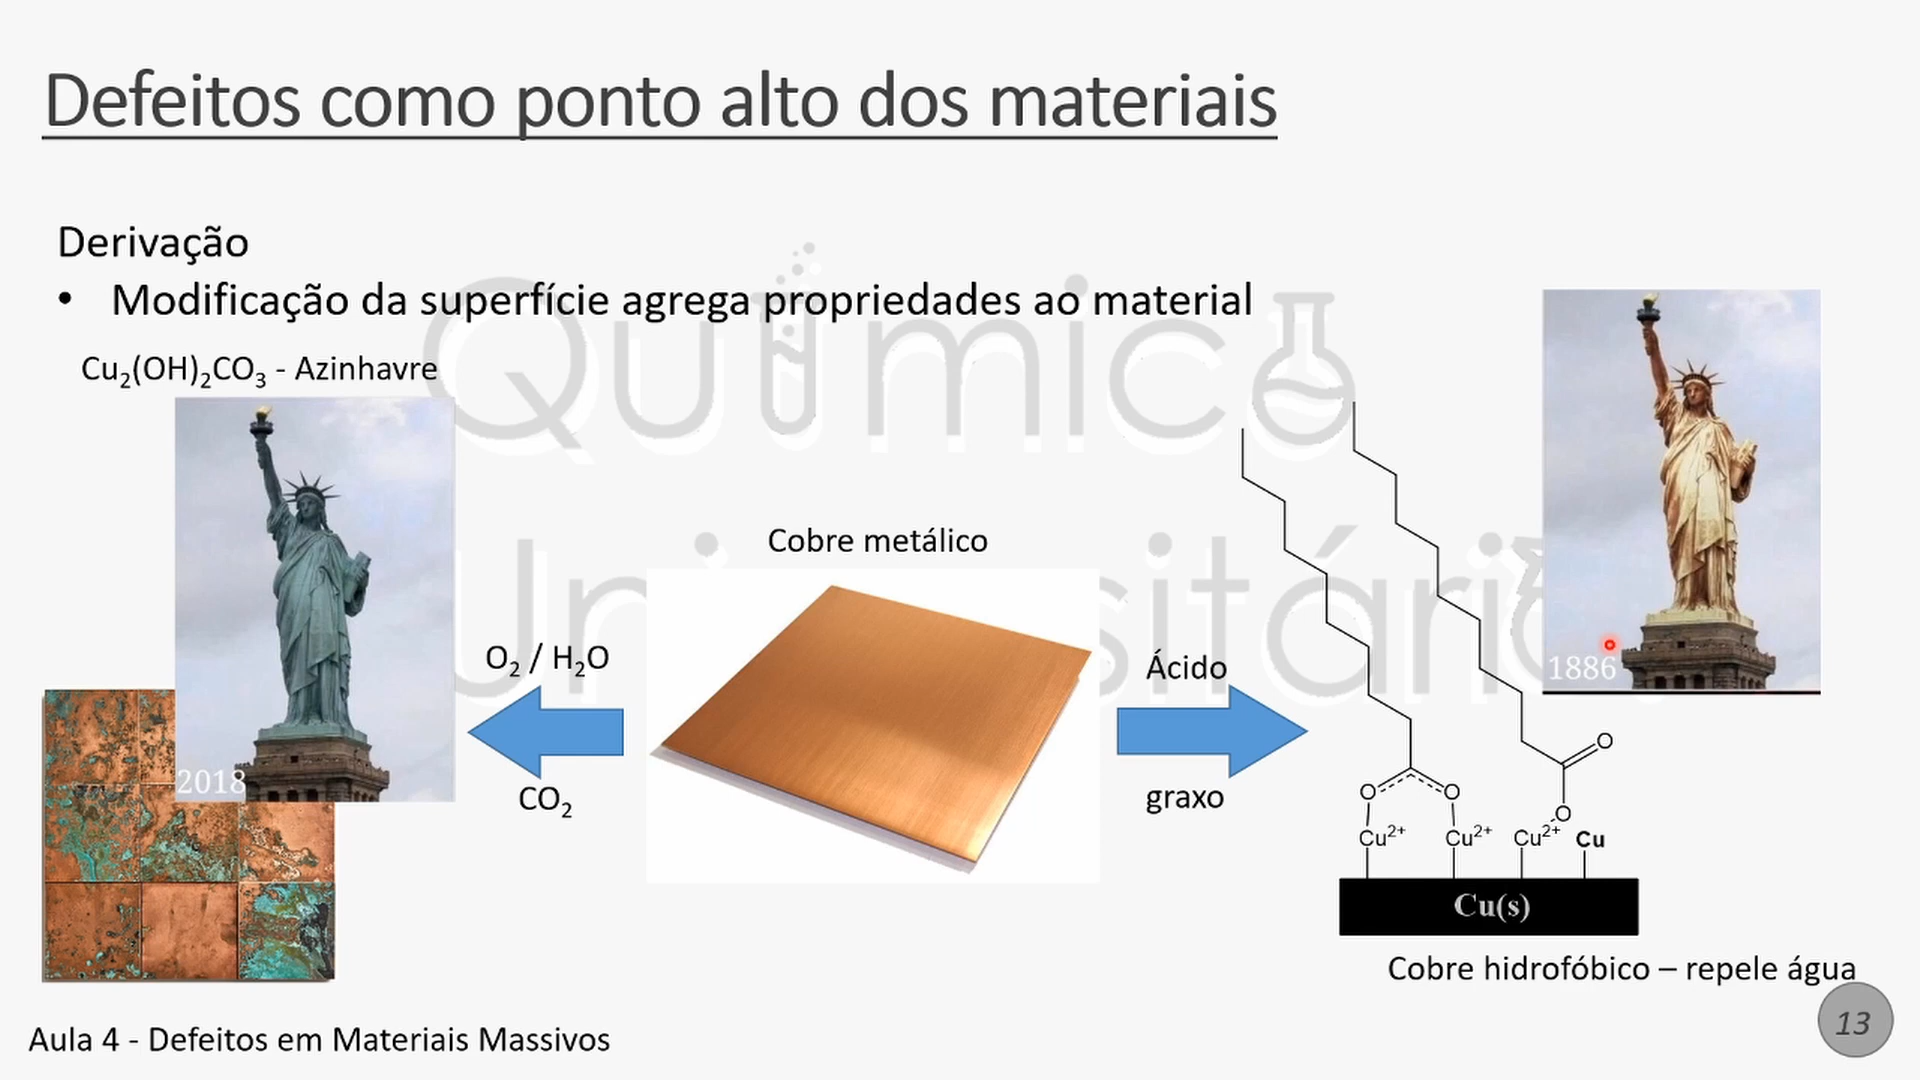 Defeitos como ponto alto dos materiais
Derivação
• Modificação da superfície agrega propriedades ao material
Cu₂(OH)₂CO₃ - Azinhavre
Químico
Universitário
2018
1886
Cobre metálico
O₂ / H₂O
CO₂
Ácido
graxo
O
O O
O
Cu²⁺ Cu²⁺ Cu²⁺ Cu
Cu(s)
Cobre hidrofóbico – repele água
Aula 4 - Defeitos em Materiais Massivos
13